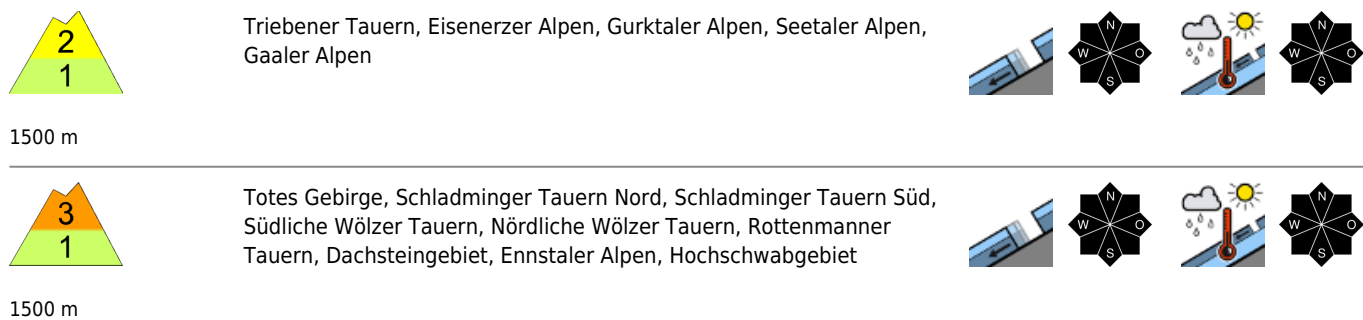 2
1
1500 m
Triebener Tauern, Eisenerzer Alpen, Gurktaler Alpen, Seetaler Alpen,
Gaaler Alpen
N
W
O
S
N
W
O
S
3
1
1500 m
Totes Gebirge, Schladminger Tauern Nord, Schladminger Tauern Süd,
Südliche Wölzer Tauern, Nördliche Wölzer Tauern, Rottenmanner
Tauern, Dachsteingebiet, Ennstaler Alpen, Hochschwabgebiet
N
W
O
S
N
W
O
S